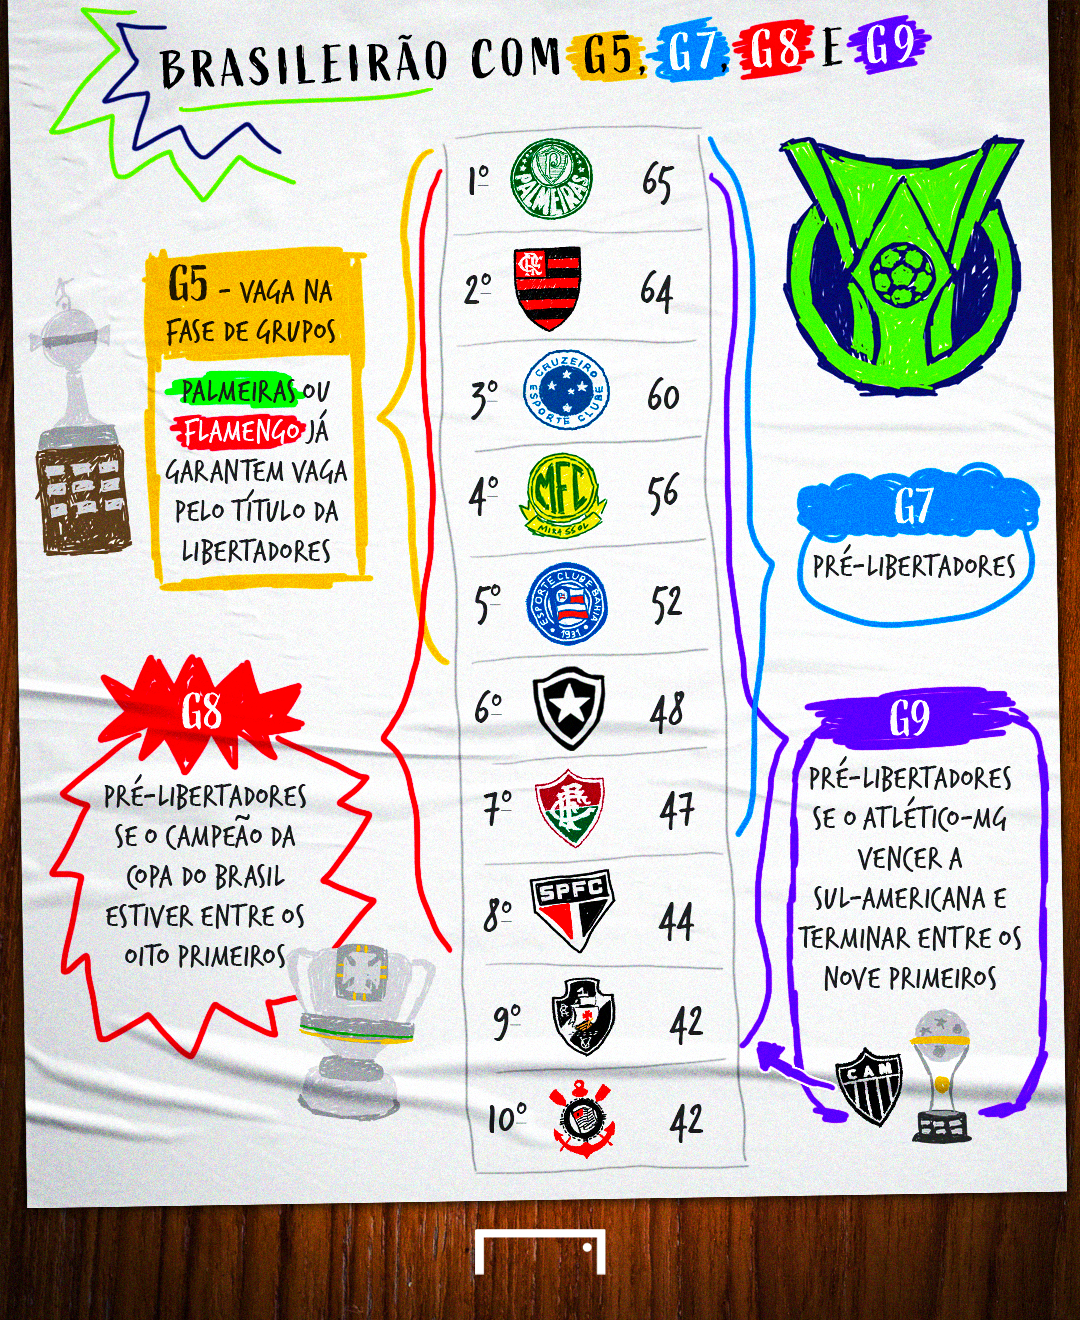 BRASILEIRÃO COM G5, G7, G8 E G9
1º PALMEIRAS 65
2º CRF 64
3º CRUZEIRO ESPORTE CLUBE 60
4º MFC MIRASSOL 56
5º ESPORTE CLUBE BAHIA 1931 52
6º 48
7º 47
8º SPFC 44
9º 42
10º 42
G5 - VAGA NA
FASE DE GRUPOS
PALMEIRAS OU
FLAMENGO JÁ
GARANTEM VAGA
PELO TÍTULO DA
LIBERTADORES
G7
PRÉ-LIBERTADORES
G8
PRÉ-LIBERTADORES
SE O CAMPEÃO DA
COPA DO BRASIL
ESTIVER ENTRE OS
OITO PRIMEIROS
G9
PRÉ-LIBERTADORES
SE O ATLÉTICO-MG
VENCER A
SUL-AMERICANA E
TERMINAR ENTRE OS
NOVE PRIMEIROS
CAM